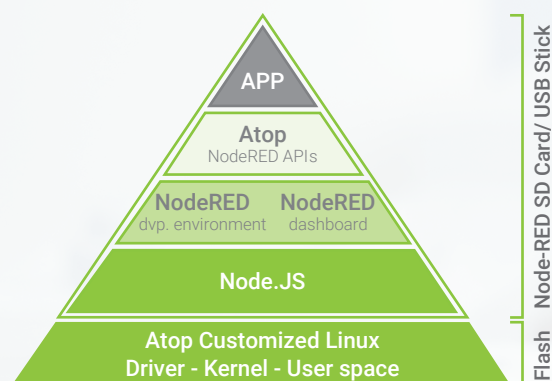 APP
Atop
NodeRED APIs
NodeRED NodeRED
dvp. environment dashboard
Node.JS
Atop Customized Linux
Driver - Kernel - User space
Node-RED SD Card/ USB Stick
Flash